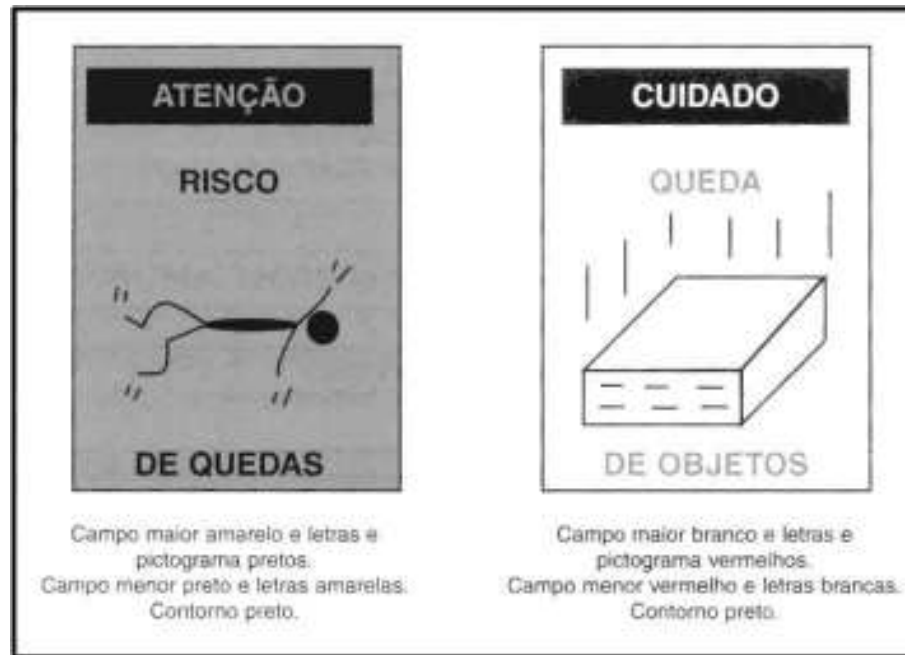 ATENÇÃO
RISCO
DE QUEDAS
Campo maior amarelo e letras e
pictograma pretos.
Campo menor preto e letras amarelas.
Contorno preto.
CUIDADO
QUEDA
DE OBJETOS
Campo maior branco e letras e
pictograma vermelhos.
Campo menor vermelho e letras brancas.
Contorno preto.